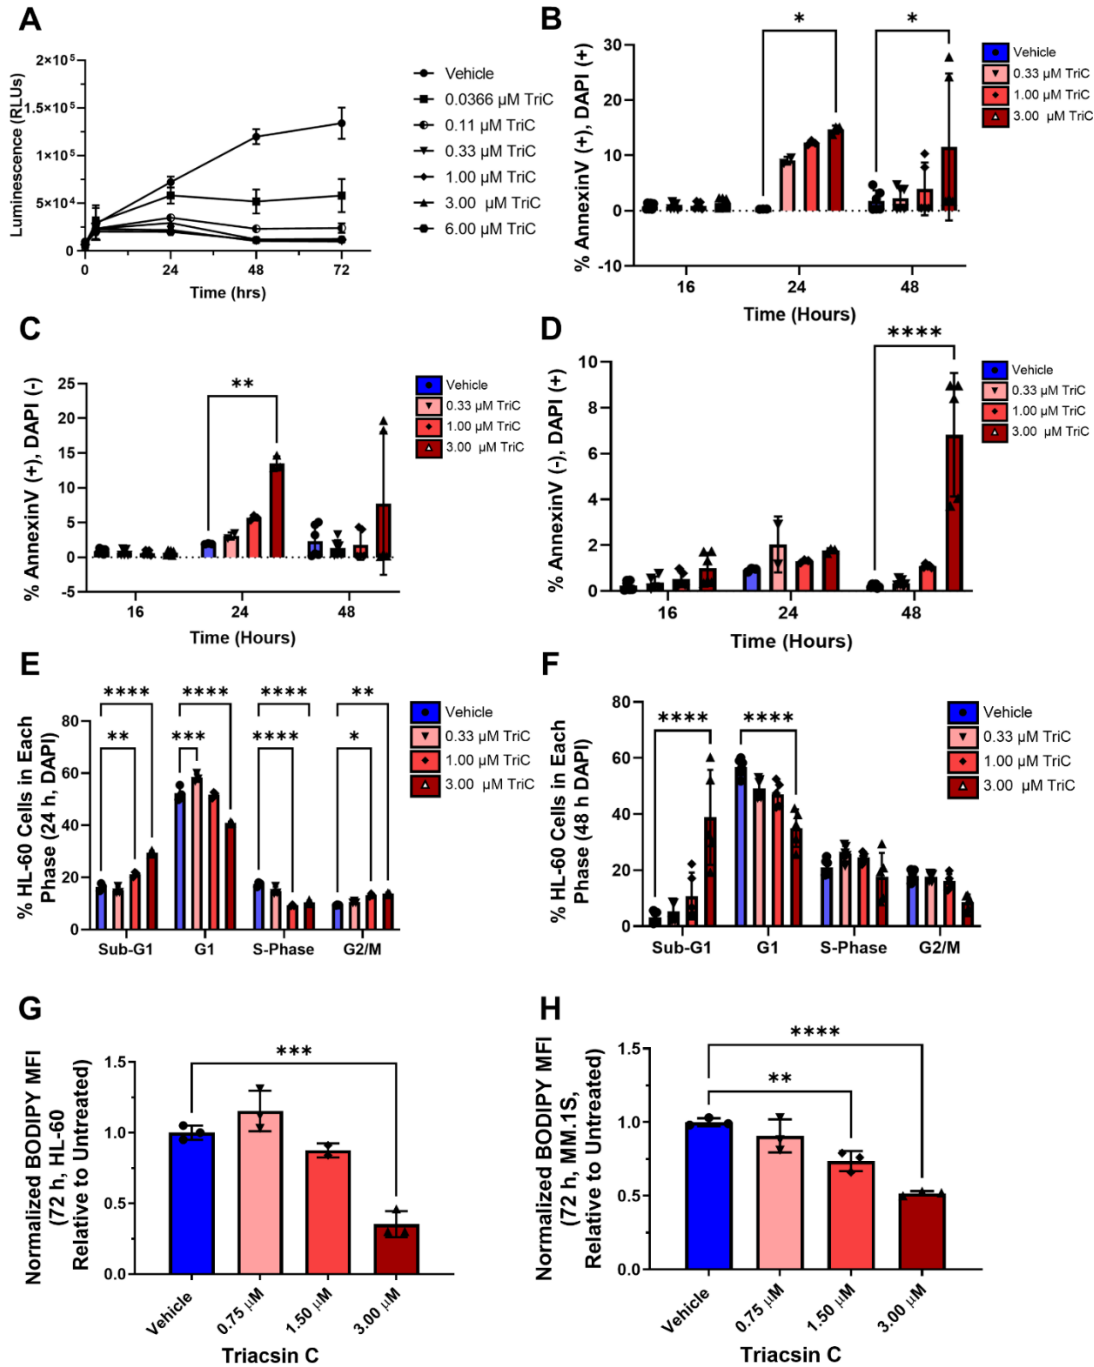 A
Luminescence (RLUs)
2×10⁵
1.5×10⁵
1×10⁵
5×10⁴
0
0 24 48 72
Time (hrs)
Vehicle
0.0366 µM TriC
0.11 µM TriC
0.33 µM TriC
1.00 µM TriC
3.00 µM TriC
6.00 µM TriC
B
% AnnexinV (+), DAPI (+)
30
20
10
0
-10
* *
16 24 48
Time (Hours)
Vehicle
0.33 µM TriC
1.00 µM TriC
3.00 µM TriC
C
% AnnexinV (+), DAPI (-)
25
20
15
10
5
0
-5
**
16 24 48
Time (Hours)
Vehicle
0.33 µM TriC
1.00 µM TriC
3.00 µM TriC
D
% AnnexinV (-), DAPI (+)
10
8
6
4
2
0
****
16 24 48
Time (Hours)
Vehicle
0.33 µM TriC
1.00 µM TriC
3.00 µM TriC
E
% HL-60 Cells in Each
Phase (24 h, DAPI)
80
60
40
20
0
**** **** **** **
** *** **** *
Sub-G1 G1 S-Phase G2/M
Vehicle
0.33 µM TriC
1.00 µM TriC
3.00 µM TriC
F
% HL-60 Cells in Each
Phase (48 h DAPI)
80
60
40
20
0
**** ****
Sub-G1 G1 S-Phase G2/M
Vehicle
0.33 µM TriC
1.00 µM TriC
3.00 µM TriC
G
Normalized BODIPY MFI
(72 h, HL-60
Relative to Untreated)
1.5
1.0
0.5
0.0
***
Vehicle 0.75 µM 1.50 µM 3.00 µM
Triacsin C
H
Normalized BODIPY MFI
(72 h, MM.1S,
Relative to Untreated)
1.5
1.0
0.5
0.0
****
**
Vehicle 0.75 µM 1.50 µM 3.00 µM
Triacsin C